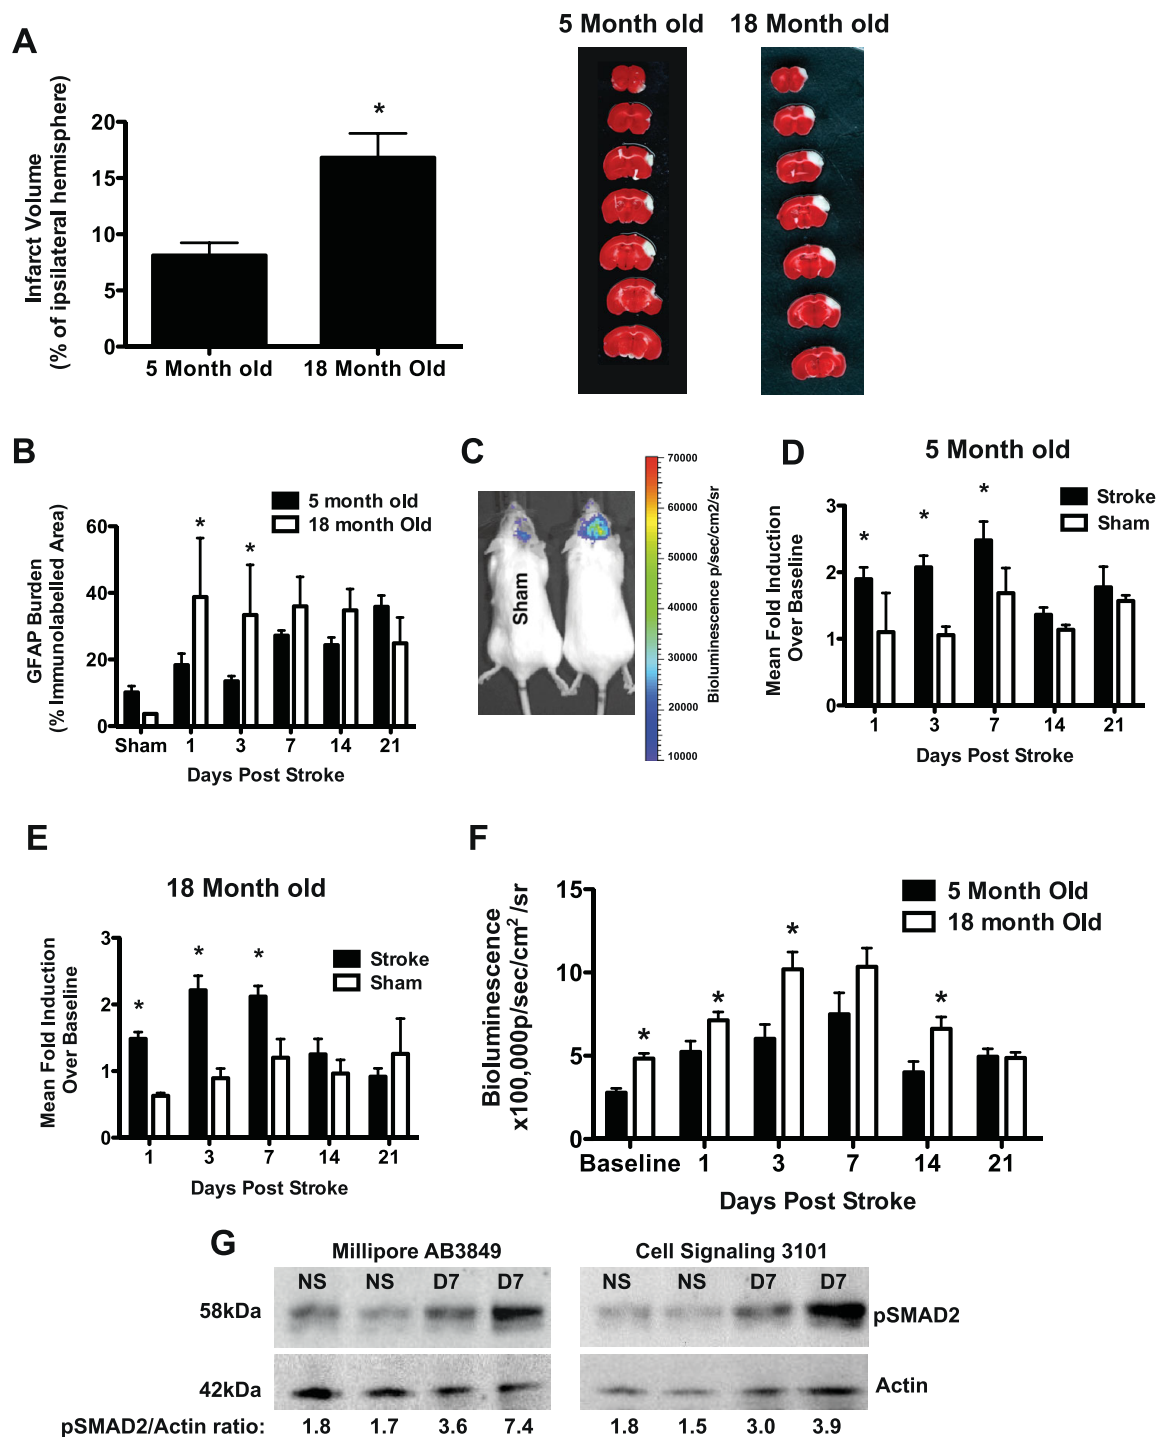 A
5 Month old
18 Month old
Infarct Volume
(% of ipsilateral hemisphere)
20
15
10
5
0
*
5 Month old
18 Month Old
B
5 month old
18 month Old
GFAP Burden
(% Immunolabelled Area)
60
40
20
0
*
*
Sham
1
3
7
14
21
Days Post Stroke
C
Sham
70000
60000
50000
40000
30000
20000
10000
Bioluminescence p/sec/cm2/sr
D
5 Month old
Stroke
Sham
Mean Fold Induction
Over Baseline
3
2
1
0
*
*
*
1
3
7
14
21
Days Post Stroke
E
18 Month old
Stroke
Sham
Mean Fold Induction
Over Baseline
3
2
1
0
*
*
*
1
3
7
14
21
Days Post Stroke
F
5 Month Old
18 month Old
Bioluminescence
x100,000p/sec/cm² /sr
15
10
5
0
*
*
*
*
Baseline
1
3
7
14
21
Days Post Stroke
G
Millipore AB3849
Cell Signaling 3101
NS NS D7 D7
NS NS D7 D7
58kDa
pSMAD2
42kDa
Actin
pSMAD2/Actin ratio: 1.8 1.7 3.6 7.4 1.8 1.5 3.0 3.9